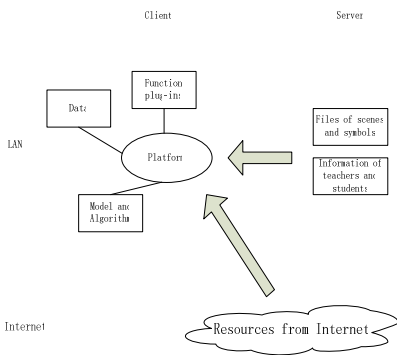 Client
Server
Function
plug-ins
Data
Files of scenes
and symbols
LAN
Platform
Information of
teachers and
students
Model and
Algorithm
Internet
Resources from Internet